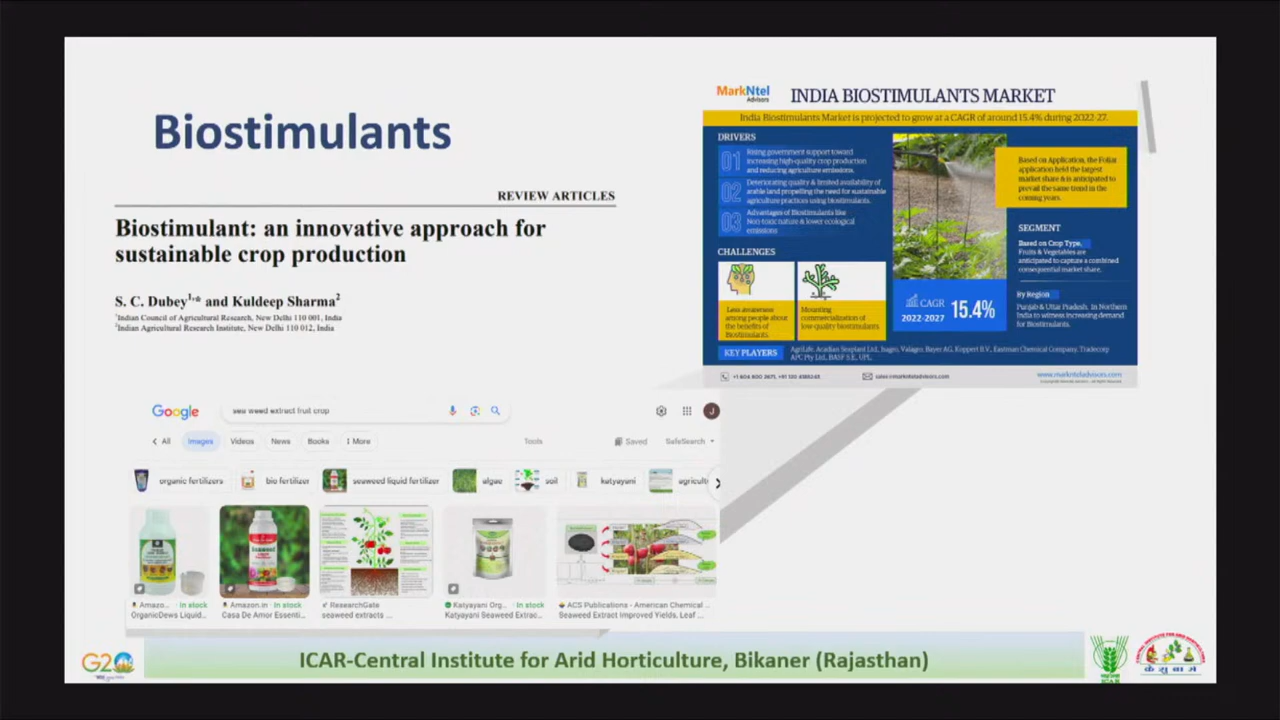 Biostimulants
REVIEW ARTICLES
Biostimulant: an innovative approach for
sustainable crop production
S. C. Dubey1,* and Kuldeep Sharma2
1Indian Council of Agricultural Research, New Delhi 110 001, India
2Indian Agricultural Research Institute, New Delhi 110 012, India
MarkNtel
Advisors
INDIA BIOSTIMULANTS MARKET
India Biostimulants Market is projected to grow at a CAGR of around 15.4% during 2022-27.
DRIVERS
01
Rising government support toward
increasing high-quality crop production
and reducing agriculture emissions.
02
Deteriorating quality & limited availability of
arable land propelling the need for sustainable
agriculture practices using biostimulants.
03
Advantages of Biostimulants like
Non-toxic nature & lower ecological
emissions
CHALLENGES
Less awareness
among people about
the benefits of
Biostimulants.
Mounting
commercialization of
low-quality biostimulants
Based on Application, the Foliar
application held the largest
market share & is anticipated to
prevail the same trend in the
coming years.
SEGMENT
Based on Crop Type,
Fruits & Vegetables are
anticipated to capture a combined
consequential market share.
By Region
Punjab & Uttar Pradesh. In Northern
India to witness increasing demand
for Biostimulants.
CAGR
2022-2027
15.4%
KEY PLAYERS
AgriLife, Acadian Seaplant Ltd., Isagro, Valagro, Bayer AG, Koppert B.V., Eastman Chemical Company, Tradecorp
APC Pty Ltd., BASF S.E., UPL,
www.marknteladvisors.com
Google
sea weed extract fruit crop
J
All
Images
Videos
News
Books
More
Tools
Saved
SafeSearch
organic fertilizers
bio fertilizer
seaweed liquid fertilizer
algae
soil
katyayani
agricult
Amazo... · In stock
OrganicDews Liquid...
Amazon.in · In stock
Casa De Amor Essenti...
ResearchGate
seaweed extracts ...
Katyayani Org... · In stock
Katyayani Seaweed Extrac...
ACS Publications - American Chemical ...
Seaweed Extract Improved Yields, Leaf ...
G20
ICAR-Central Institute for Arid Horticulture, Bikaner (Rajasthan)
ICAR